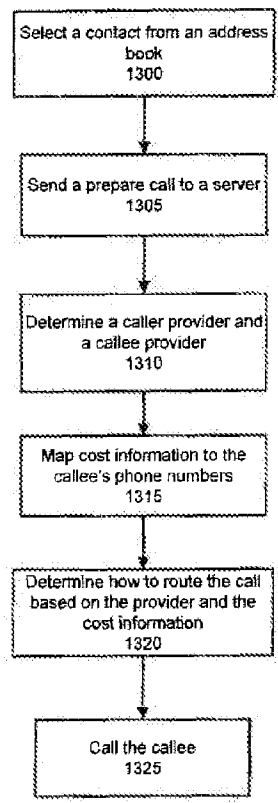 Select a contact from an address
book
1300
Send a prepare call to a server
1305
Determine a caller provider and
a callee provider
1310
Map cost information to the
callee's phone numbers
1315
Determine how to route the call
based on the provider and the
cost information
1320
Call the callee
1325